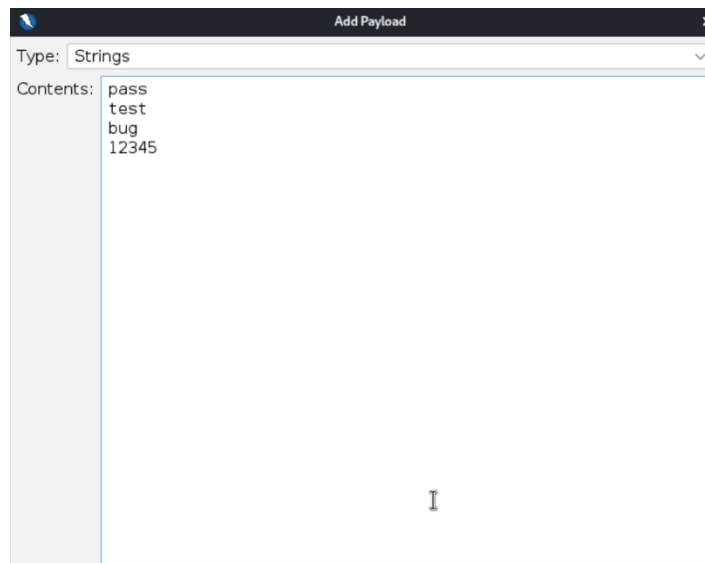 Add Payload
Type: Strings
Contents: pass
test
bug
12345